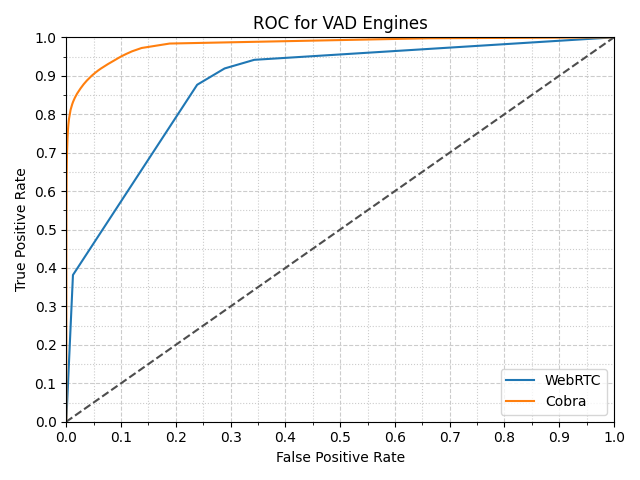 ROC for VAD Engines
1.0
0.9
0.8
0.7
0.6
0.5
0.4
0.3
0.2
0.1
0.0
True Positive Rate
WebRTC
Cobra
0.0 0.1 0.2 0.3 0.4 0.5 0.6 0.7 0.8 0.9 1.0
False Positive Rate